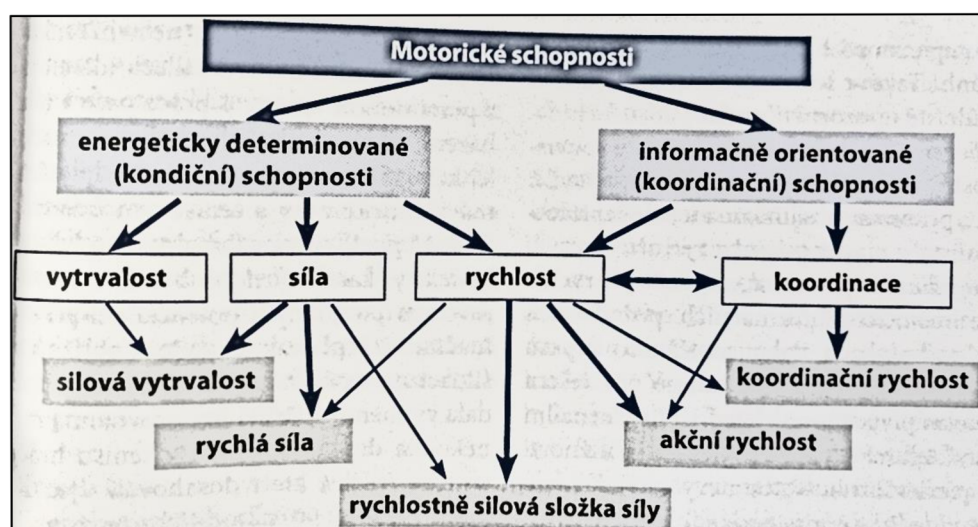 Motorické schopnosti
energeticky determinované
(kondiční) schopnosti
informačně orientované
(koordinační) schopnosti
vytrvalost
síla
rychlost
koordinace
silová vytrvalost
koordinační rychlost
rychlá síla
akční rychlost
rychlostně silová složka síly